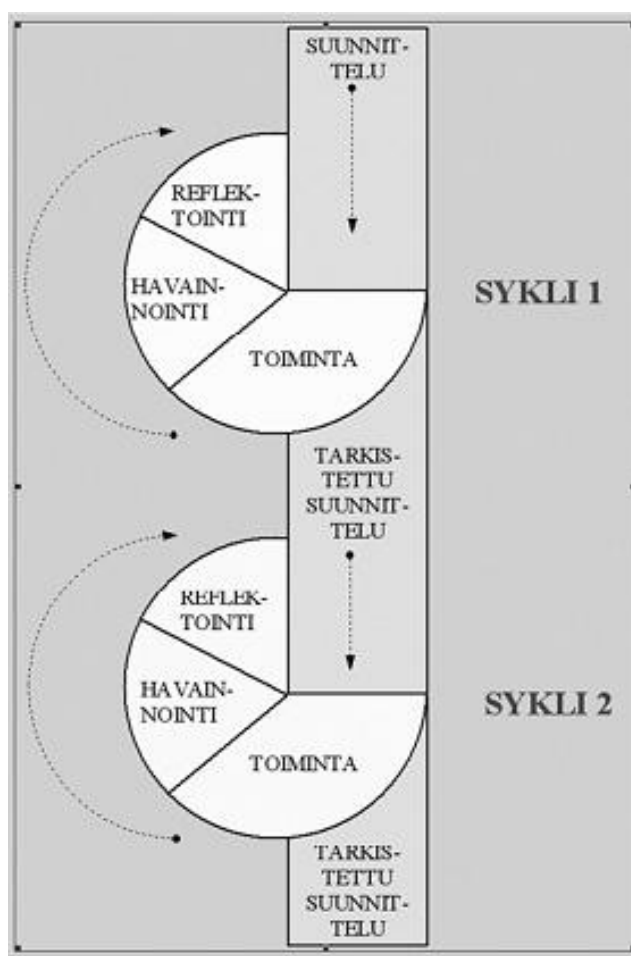 SUUNNIT-
TELU
REFLEK-
TOINTI
HAVAIN-
NOINTI
SYKLI 1
TOIMINTA
TARKIS-
TETTU
SUUNNIT-
TELU
REFLEK-
TOINTI
HAVAIN-
NOINTI
SYKLI 2
TOIMINTA
TARKIS-
TETTU
SUUNNIT-
TELU